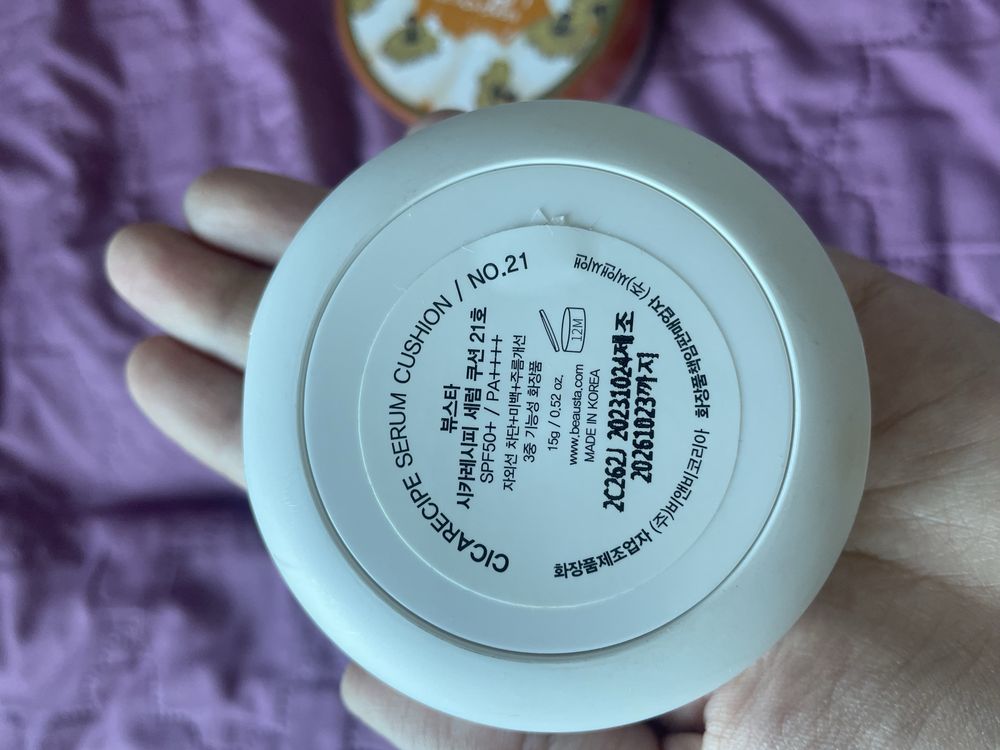 CICARECIPE SERUM CUSHION / NO.21
뷰스타
시카레시피 세럼 쿠션 21호
SPF50+ / PA++++
자외선 차단+미백+주름개선
3중 기능성 화장품
12M
15g / 0.52 oz.
www.beausta.com
MADE IN KOREA
2C262J 20231024제조
20261023까지
화장품제조업자 (주)비앤비코리아 화장품책임판매업자 (주)